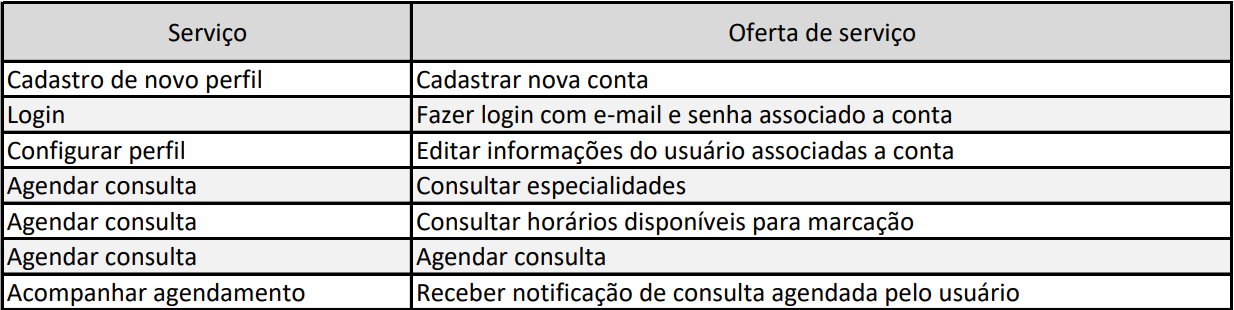 Serviço Oferta de serviço
Cadastro de novo perfil Cadastrar nova conta
Login Fazer login com e-mail e senha associado a conta
Configurar perfil Editar informações do usuário associadas a conta
Agendar consulta Consultar especialidades
Agendar consulta Consultar horários disponíveis para marcação
Agendar consulta Agendar consulta
Acompanhar agendamento Receber notificação de consulta agendada pelo usuário